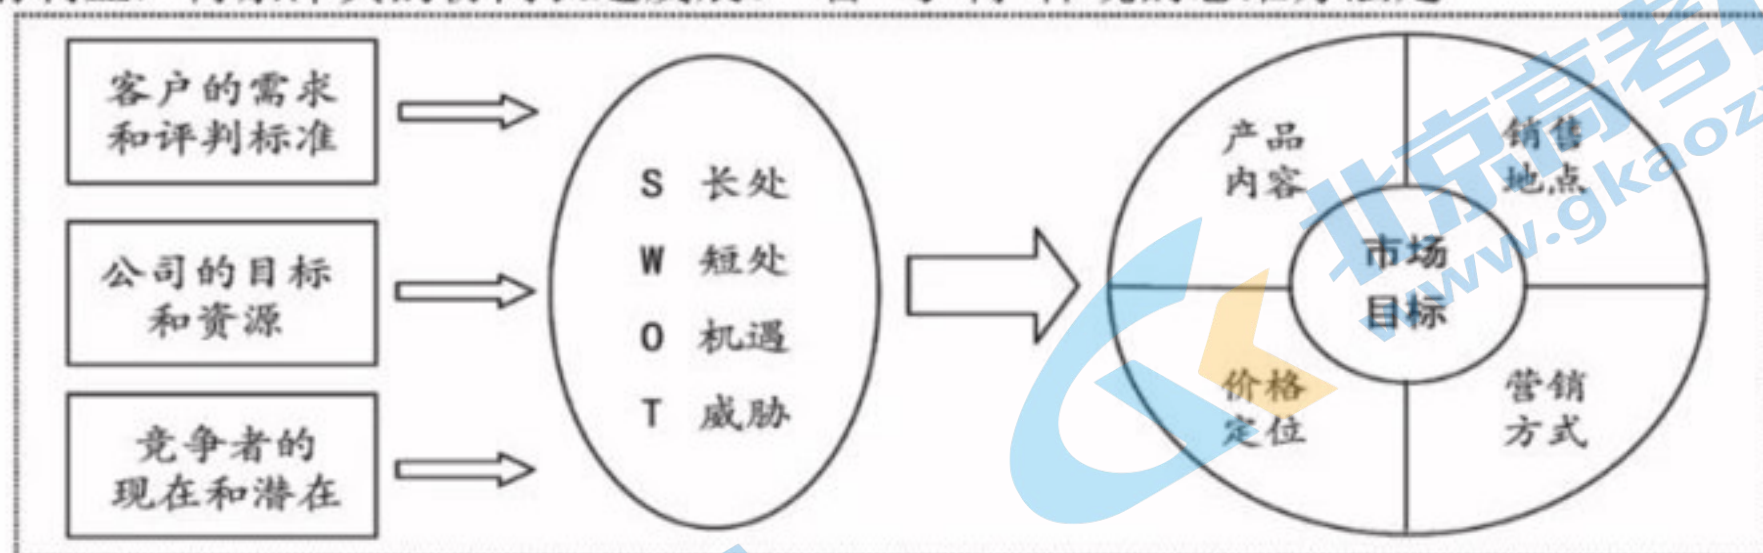 客户的需求
和评判标准
公司的目标
和资源
竞争者的
现在和潜在
S 长处
W 短处
O 机遇
T 威胁
产品
内容
销售
地点
市场
目标
价格
定位
营销
方式
北京高考
www.gkaoz